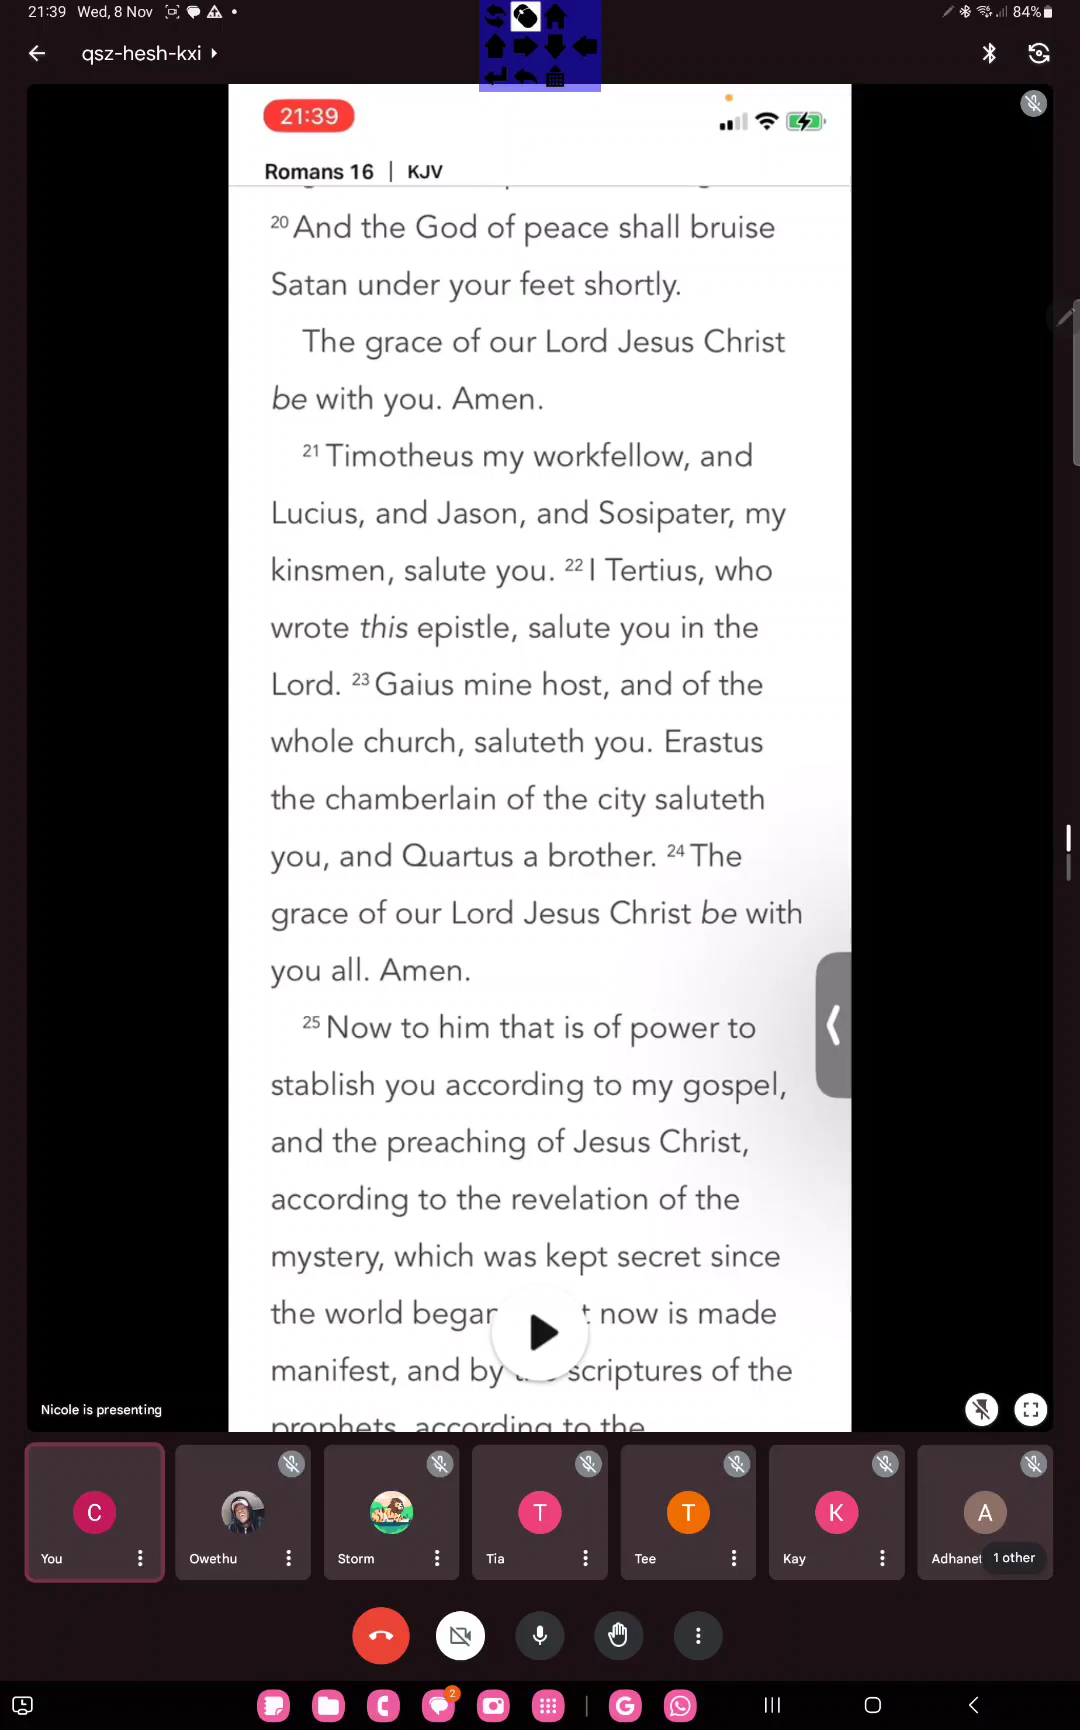 21:39 Wed, 8 Nov
84%
qsz-hesh-kxi
21:39
Romans 16 | KJV
20 And the God of peace shall bruise
Satan under your feet shortly.
The grace of our Lord Jesus Christ
be with you. Amen.
21 Timotheus my workfellow, and
Lucius, and Jason, and Sosipater, my
kinsmen, salute you. 22 I Tertius, who
wrote this epistle, salute you in the
Lord. 23 Gaius mine host, and of the
whole church, saluteth you. Erastus
the chamberlain of the city saluteth
you, and Quartus a brother. 24 The
grace of our Lord Jesus Christ be with
you all. Amen.
25 Now to him that is of power to
stablish you according to my gospel,
and the preaching of Jesus Christ,
according to the revelation of the
mystery, which was kept secret since
the world began now is made
manifest, and by scriptures of the
prophets, according to the
Nicole is presenting
C
T
T
K
A
You
Owethu
Storm
Tia
Tee
Kay
Adhanet
1 other
2